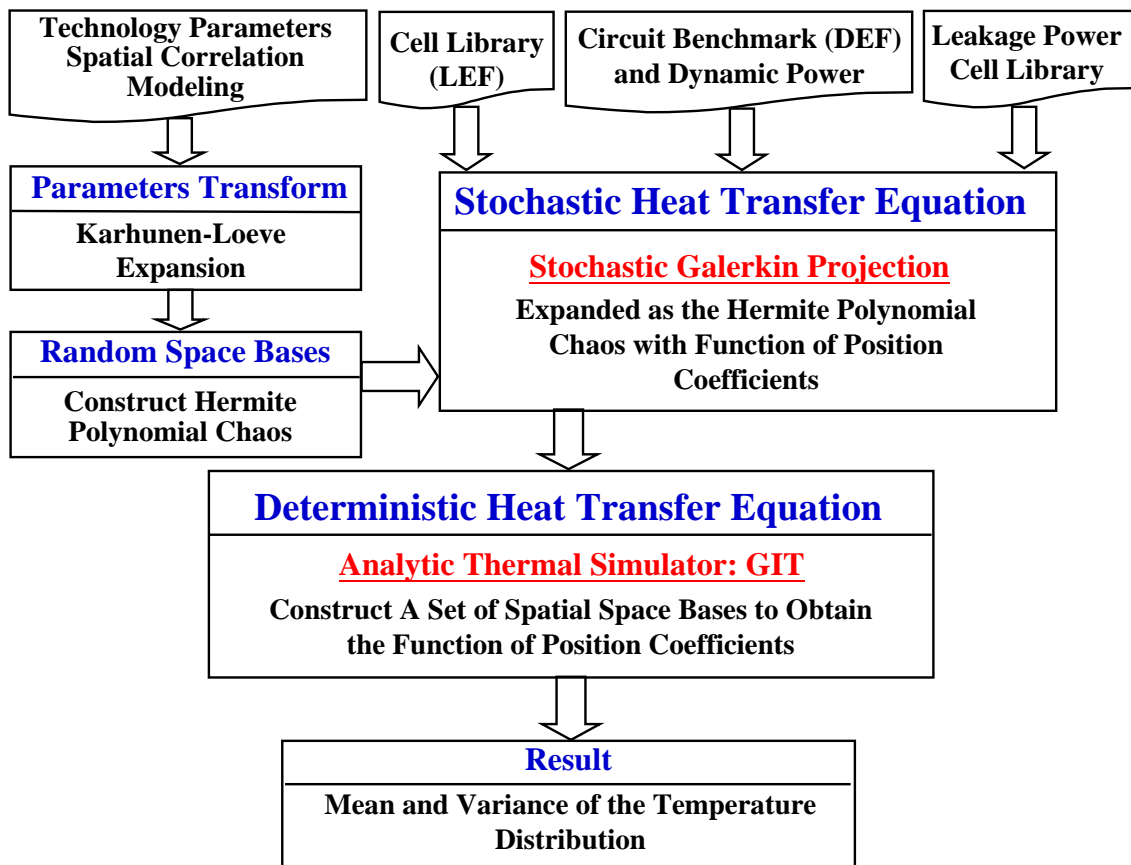 Technology Parameters
Spatial Correlation
Modeling
Cell Library
(LEF)
Circuit Benchmark (DEF)
and Dynamic Power
Leakage Power
Cell Library
Parameters Transform
Karhunen-Loeve
Expansion
Random Space Bases
Construct Hermite
Polynomial Chaos
Stochastic Heat Transfer Equation
Stochastic Galerkin Projection
Expanded as the Hermite Polynomial
Chaos with Function of Position
Coefficients
Deterministic Heat Transfer Equation
Analytic Thermal Simulator: GIT
Construct A Set of Spatial Space Bases to Obtain
the Function of Position Coefficients
Result
Mean and Variance of the Temperature
Distribution